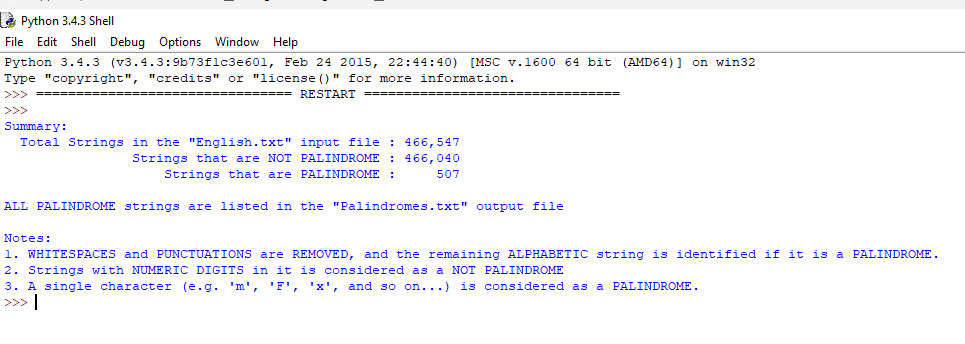 Python 3.4.3 Shell
File Edit Shell Debug Options Window Help
Python 3.4.3 (v3.4.3:9b73f1c3e601, Feb 24 2015, 22:44:40) [MSC v.1600 64 bit (AMD64)] on win32
Type "copyright", "credits" or "license()" for more information.
>>> ================================ RESTART ================================
>>>
Summary:
  Total Strings in the "English.txt" input file : 466,547
                Strings that are NOT PALINDROME : 466,040
                    Strings that are PALINDROME :     507
ALL PALINDROME strings are listed in the "Palindromes.txt" output file
Notes:
1. WHITESPACES and PUNCTUATIONS are REMOVED, and the remaining ALPHABETIC string is identified if it is a PALINDROME.
2. Strings with NUMERIC DIGITS in it is considered as a NOT PALINDROME
3. A single character (e.g. 'm', 'F', 'x', and so on...) is considered as a PALINDROME.
>>>